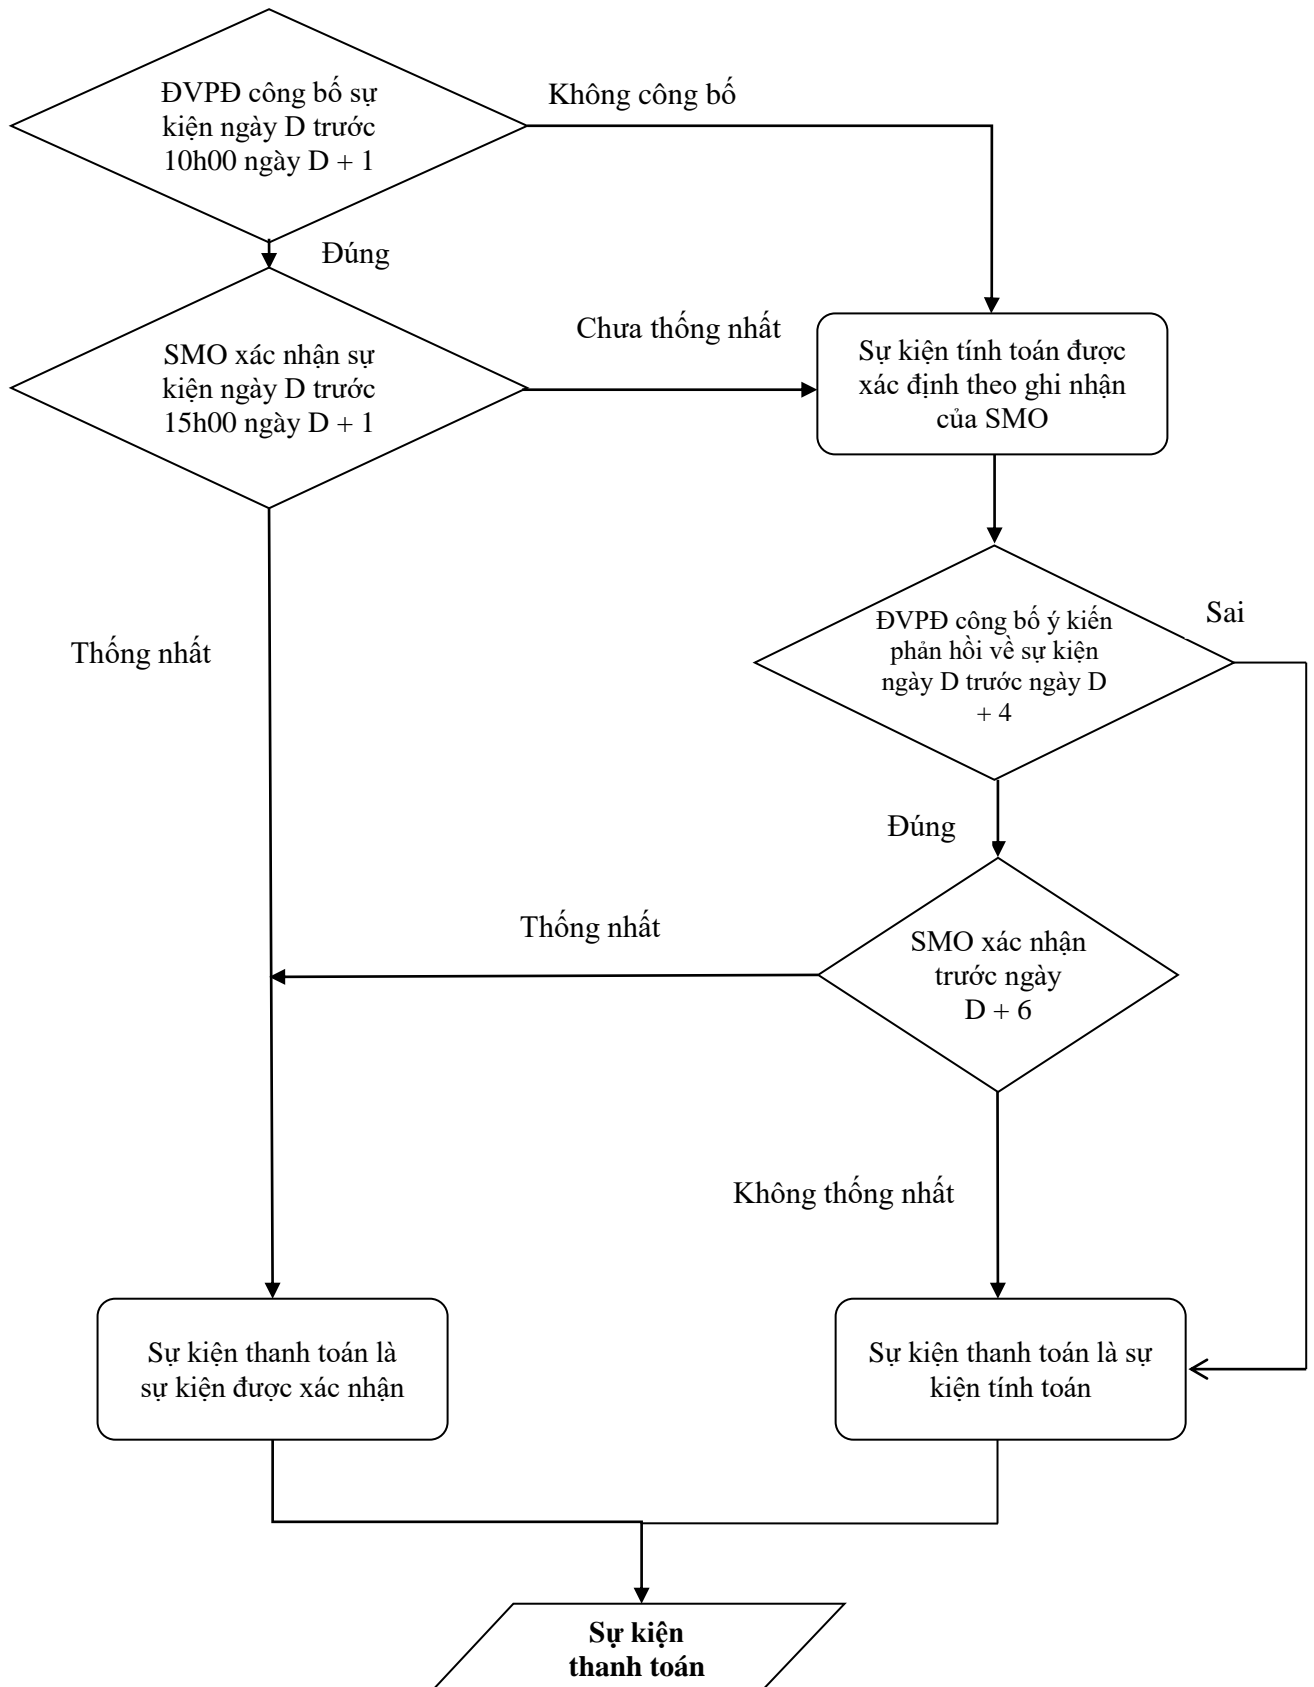 ĐVPĐ công bố sự
kiện ngày D trước
10h00 ngày D + 1
Không công bố
Đúng
SMO xác nhận sự
kiện ngày D trước
15h00 ngày D + 1
Chưa thống nhất
Sự kiện tính toán được
xác định theo ghi nhận
của SMO
Thống nhất
ĐVPĐ công bố ý kiến
phản hồi về sự kiện
ngày D trước ngày D
+ 4
Sai
Đúng
Thống nhất
SMO xác nhận
trước ngày
D + 6
Không thống nhất
Sự kiện thanh toán là
sự kiện được xác nhận
Sự kiện thanh toán là sự
kiện tính toán
Sự kiện
thanh toán